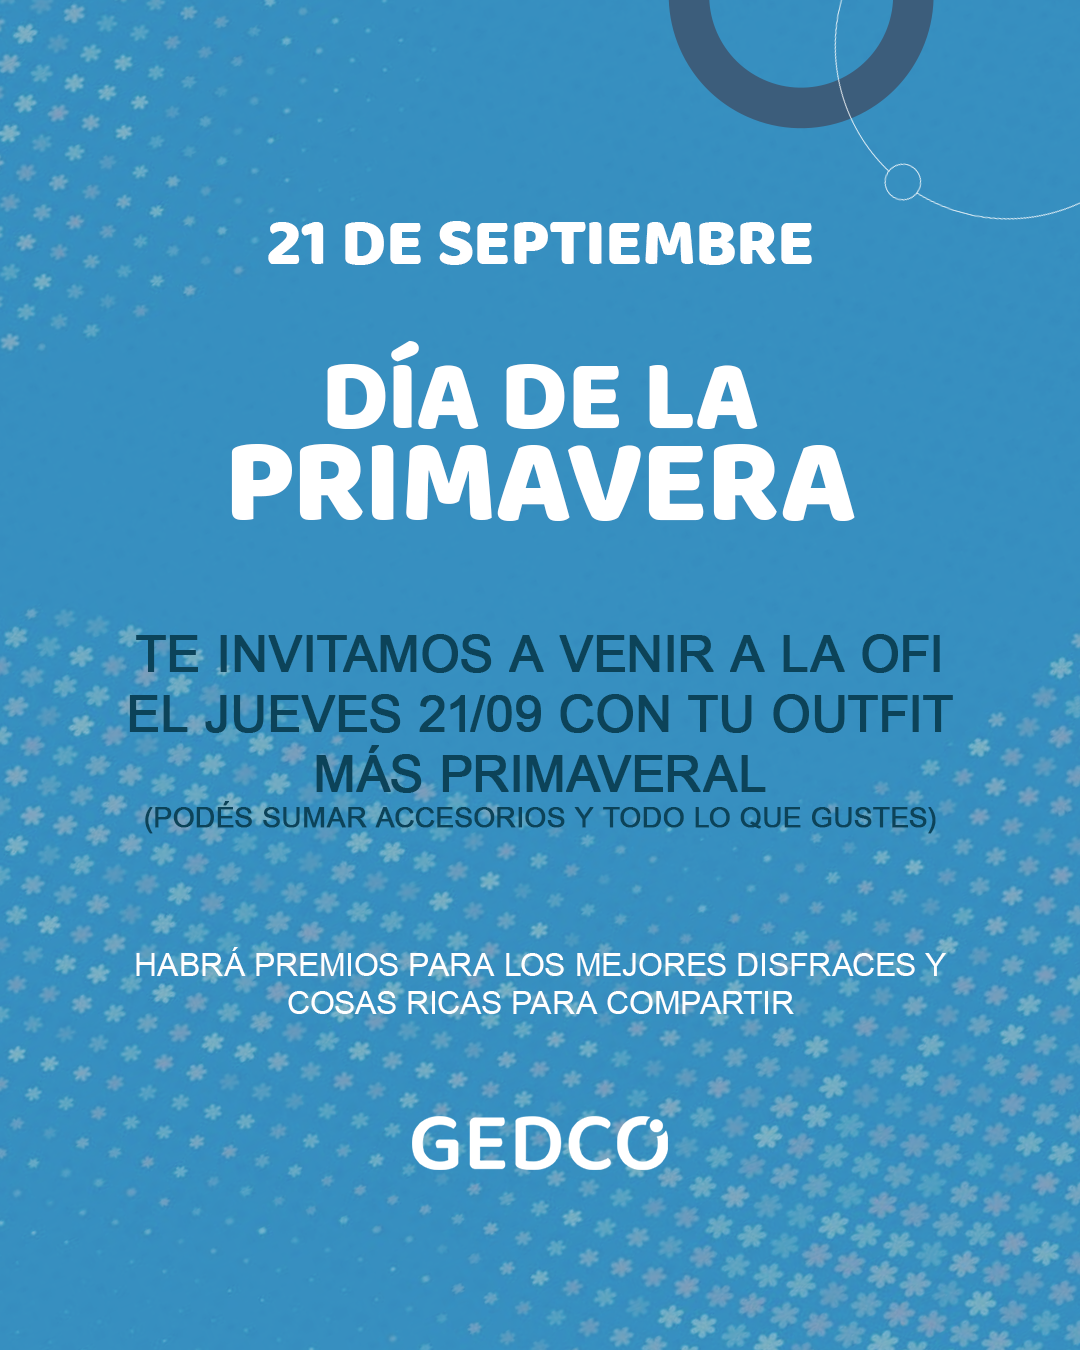 21 DE SEPTIEMBRE
DÍA DE LA
PRIMAVERA
TE INVITAMOS A VENIR A LA OFI
EL JUEVES 21/09 CON TU OUTFIT
MÁS PRIMAVERAL
(PODÉS SUMAR ACCESORIOS Y TODO LO QUE GUSTES)
HABRÁ PREMIOS PARA LOS MEJORES DISFRACES Y
COSAS RICAS PARA COMPARTIR
GEDCO